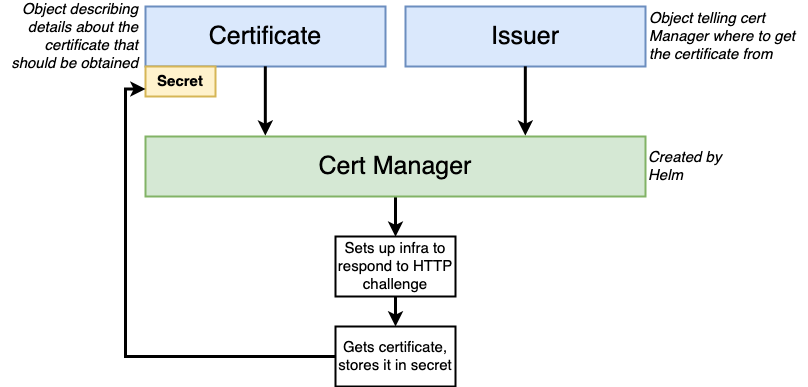 Object describing
details about the
certificate that
should be obtained
Certificate
Secret
Issuer
Object telling cert
Manager where to get
the certificate from
Cert Manager
Created by
Helm
Sets up infra to
respond to HTTP
challenge
Gets certificate,
stores it in secret